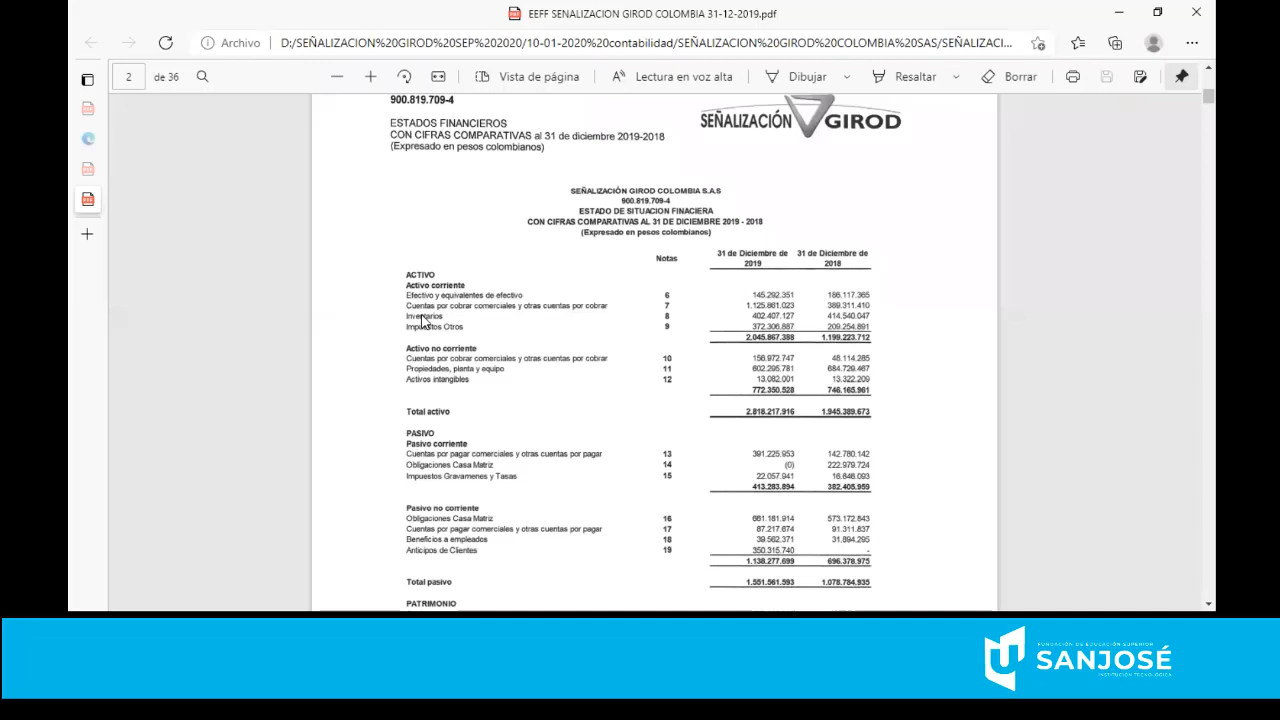 EEFF SENALIZACION GIROD COLOMBIA 31-12-2019.pdf
Archivo D:/SEÑALIZACION%20GIROD%20SEP%202020/10-01-2020%20contabilidad/SEÑALIZACION%20GIROD%20COLOMBIA%20SAS/SEÑALIZACI...
2 de 36 Vista de página Lectura en voz alta Dibujar Resaltar Borrar
900.819.709-4
ESTADOS FINANCIEROS
CON CIFRAS COMPARATIVAS al 31 de diciembre 2019-2018
(Expresado en pesos colombianos)
SEÑALIZACIÓN GIROD
SEÑALIZACIÓN GIROD COLOMBIA S.A.S
900.819.709-4
ESTADO DE SITUACION FINACIERA
CON CIFRAS COMPARATIVAS AL 31 DE DICIEMBRE 2019 - 2018
(Expresado en pesos colombianos)
Notas 31 de Diciembre de 2019 31 de Diciembre de 2018
ACTIVO
Activo corriente
Efectivo y equivalentes de efectivo 6 145.292.351 186.117.365
Cuentas por cobrar comerciales y otras cuentas por cobrar 7 1.125.861.023 389.311.410
Inventarios 8 402.407.127 414.540.047
Impuestos Otros 9 372.306.887 209.254.891
2.045.867.388 1.199.223.712
Activo no corriente
Cuentas por cobrar comerciales y otras cuentas por cobrar 10 156.972.747 48.114.285
Propiedades, planta y equipo 11 602.295.781 684.729.467
Activos intangibles 12 13.082.001 13.322.209
772.350.528 746.165.961
Total activo 2.818.217.916 1.945.389.673
PASIVO
Pasivo corriente
Cuentas por pagar comerciales y otras cuentas por pagar 13 391.225.953 142.780.142
Obligaciones Casa Matriz 14 (0) 222.979.724
Impuestos Gravamenes y Tasas 15 22.057.941 16.646.093
413.283.894 382.405.959
Pasivo no corriente
Obligaciones Casa Matriz 16 661.181.914 573.172.843
Cuentas por pagar comerciales y otras cuentas por pagar 17 87.217.674 91.311.837
Beneficios a empleados 18 39.562.371 31.894.295
Anticipos de Clientes 19 350.315.740 -
1.138.277.699 696.378.975
Total pasivo 1.551.561.593 1.078.784.935
PATRIMONIO
FUNDACIÓN DE EDUCACIÓN SUPERIOR
SANJOSÉ
INSTITUCIÓN TECNOLÓGICA